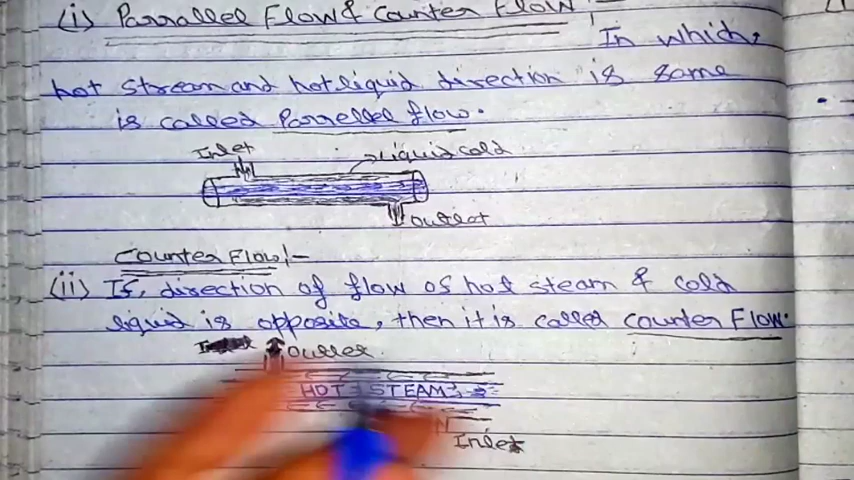 (i) Parrallel Flow & Counter Flow :
In which,
hot stream and hot liquid direction is same
is called Parrellel flow.
Inlet
liquid cold
outlet
Counter Flow:-
(ii) If, direction of flow of hot steam & cold
liquid is opposite, then it is called counter Flow.
outlet
HOT STEAM
Inlet